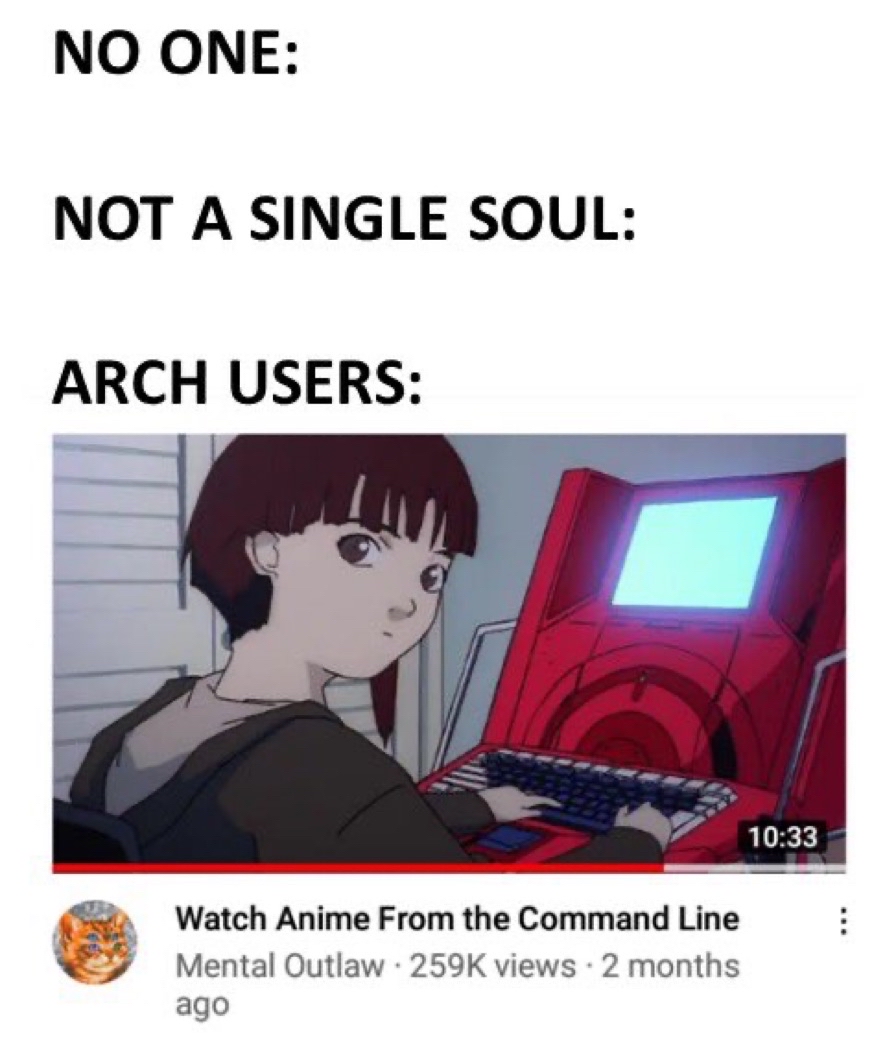 NO ONE:
NOT A SINGLE SOUL:
ARCH USERS:
10:33
Watch Anime From the Command Line
Mental Outlaw · 259K views · 2 months
ago